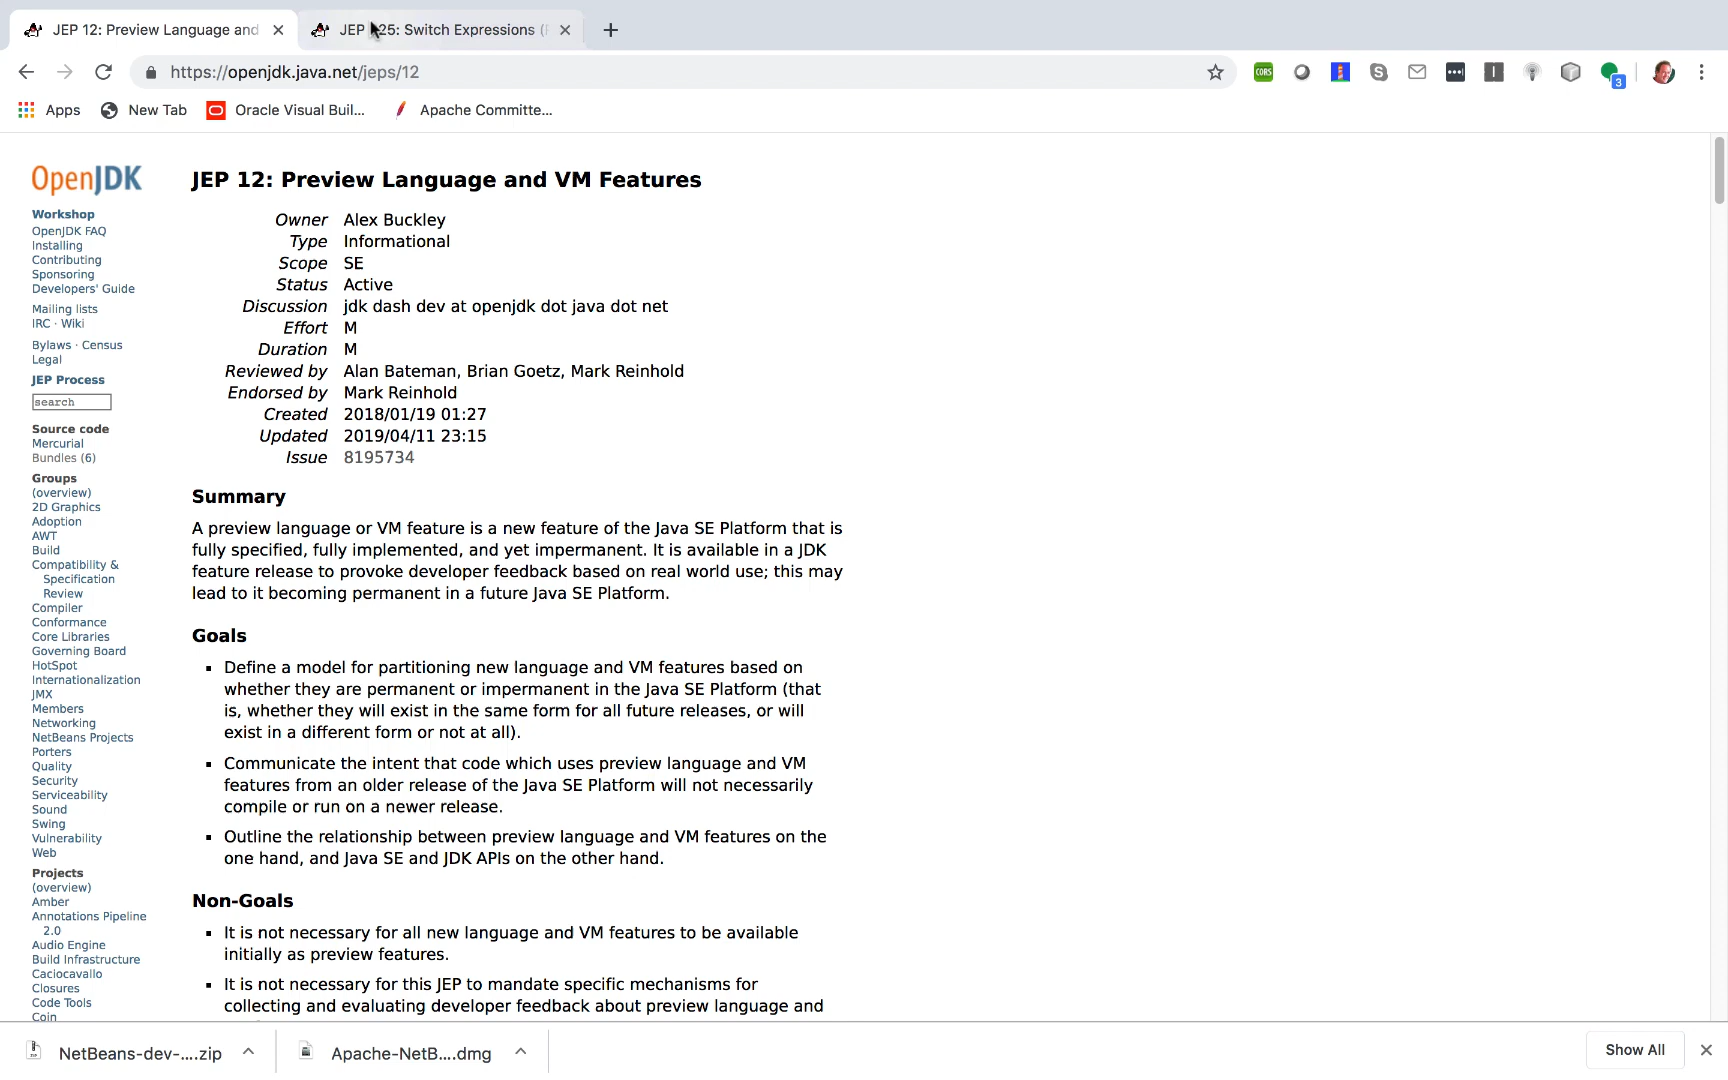 JEP 12: Preview Language and
JEP 25: Switch Expressions (
https://openjdk.java.net/jeps/12
CORS
3
Apps
New Tab
Oracle Visual Buil...
Apache Committe...
OpenJDK
Workshop
OpenJDK FAQ
Installing
Contributing
Sponsoring
Developers' Guide
Mailing lists
IRC · Wiki
Bylaws · Census
Legal
JEP Process
search
Source code
Mercurial
Bundles (6)
Groups
(overview)
2D Graphics
Adoption
AWT
Build
Compatibility &
Specification
Review
Compiler
Conformance
Core Libraries
Governing Board
HotSpot
Internationalization
JMX
Members
Networking
NetBeans Projects
Porters
Quality
Security
Serviceability
Sound
Swing
Vulnerability
Web
Projects
(overview)
Amber
Annotations Pipeline
2.0
Audio Engine
Build Infrastructure
Caciocavallo
Closures
Code Tools
Coin
JEP 12: Preview Language and VM Features
Owner Alex Buckley
Type Informational
Scope SE
Status Active
Discussion jdk dash dev at openjdk dot java dot net
Effort M
Duration M
Reviewed by Alan Bateman, Brian Goetz, Mark Reinhold
Endorsed by Mark Reinhold
Created 2018/01/19 01:27
Updated 2019/04/11 23:15
Issue 8195734
Summary
A preview language or VM feature is a new feature of the Java SE Platform that is
fully specified, fully implemented, and yet impermanent. It is available in a JDK
feature release to provoke developer feedback based on real world use; this may
lead to it becoming permanent in a future Java SE Platform.
Goals
Define a model for partitioning new language and VM features based on
whether they are permanent or impermanent in the Java SE Platform (that
is, whether they will exist in the same form for all future releases, or will
exist in a different form or not at all).
Communicate the intent that code which uses preview language and VM
features from an older release of the Java SE Platform will not necessarily
compile or run on a newer release.
Outline the relationship between preview language and VM features on the
one hand, and Java SE and JDK APIs on the other hand.
Non-Goals
It is not necessary for all new language and VM features to be available
initially as preview features.
It is not necessary for this JEP to mandate specific mechanisms for
collecting and evaluating developer feedback about preview language and
NetBeans-dev-....zip
Apache-NetB....dmg
Show All